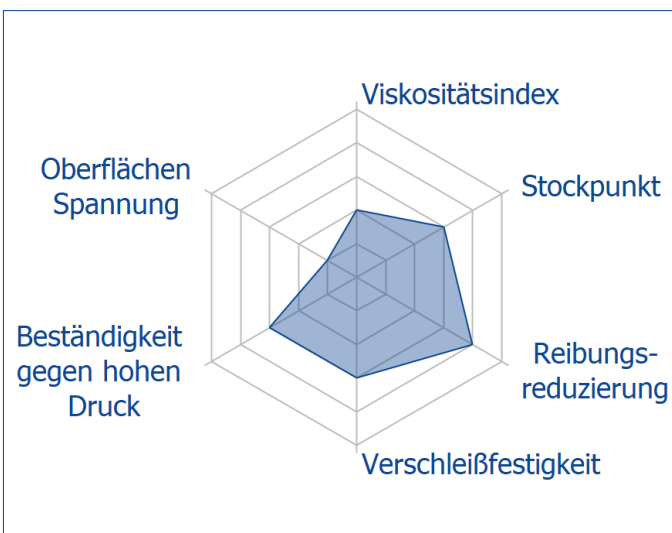 Viskositätsindex
Oberflächen
Spannung
Stockpunkt
Beständigkeit
gegen hohen
Druck
Reibungs-
reduzierung
Verschleißfestigkeit